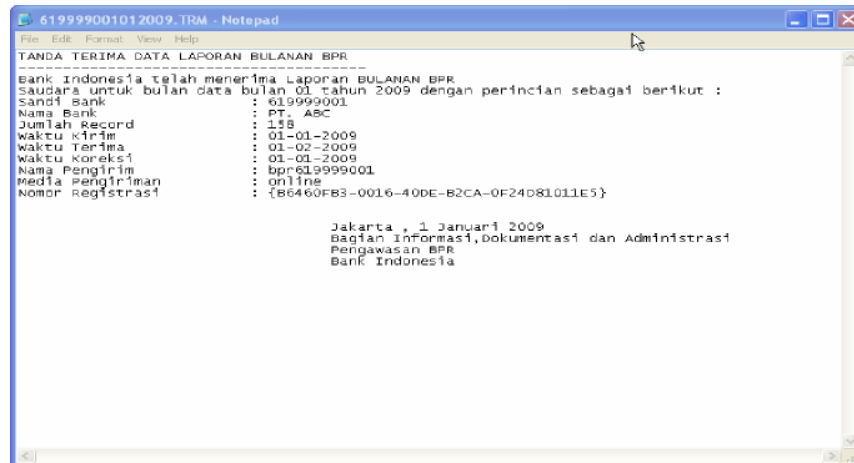 619999001012009.TRM - Notepad
File Edit Format View Help
TANDA TERIMA DATA LAPORAN BULANAN BPR
----------------------------------------
Bank Indonesia telah menerima Laporan BULANAN BPR
Saudara untuk bulan data bulan 01 tahun 2009 dengan perincian sebagai berikut :
Sandi Bank : 619999001
Nama Bank : PT. ABC
Jumlah Record : 158
Waktu Kirim : 01-01-2009
Waktu Terima : 01-02-2009
Waktu Koreksi : 01-01-2009
Nama Pengirim : bpr619999001
Media Pengiriman : online
Nomor Registrasi : {B6460FB3-0016-40DE-B2CA-0F24D81011E5}
Jakarta , 1 Januari 2009
Bagian Informasi,Dokumentasi dan Administrasi
Pengawasan BPR
Bank Indonesia